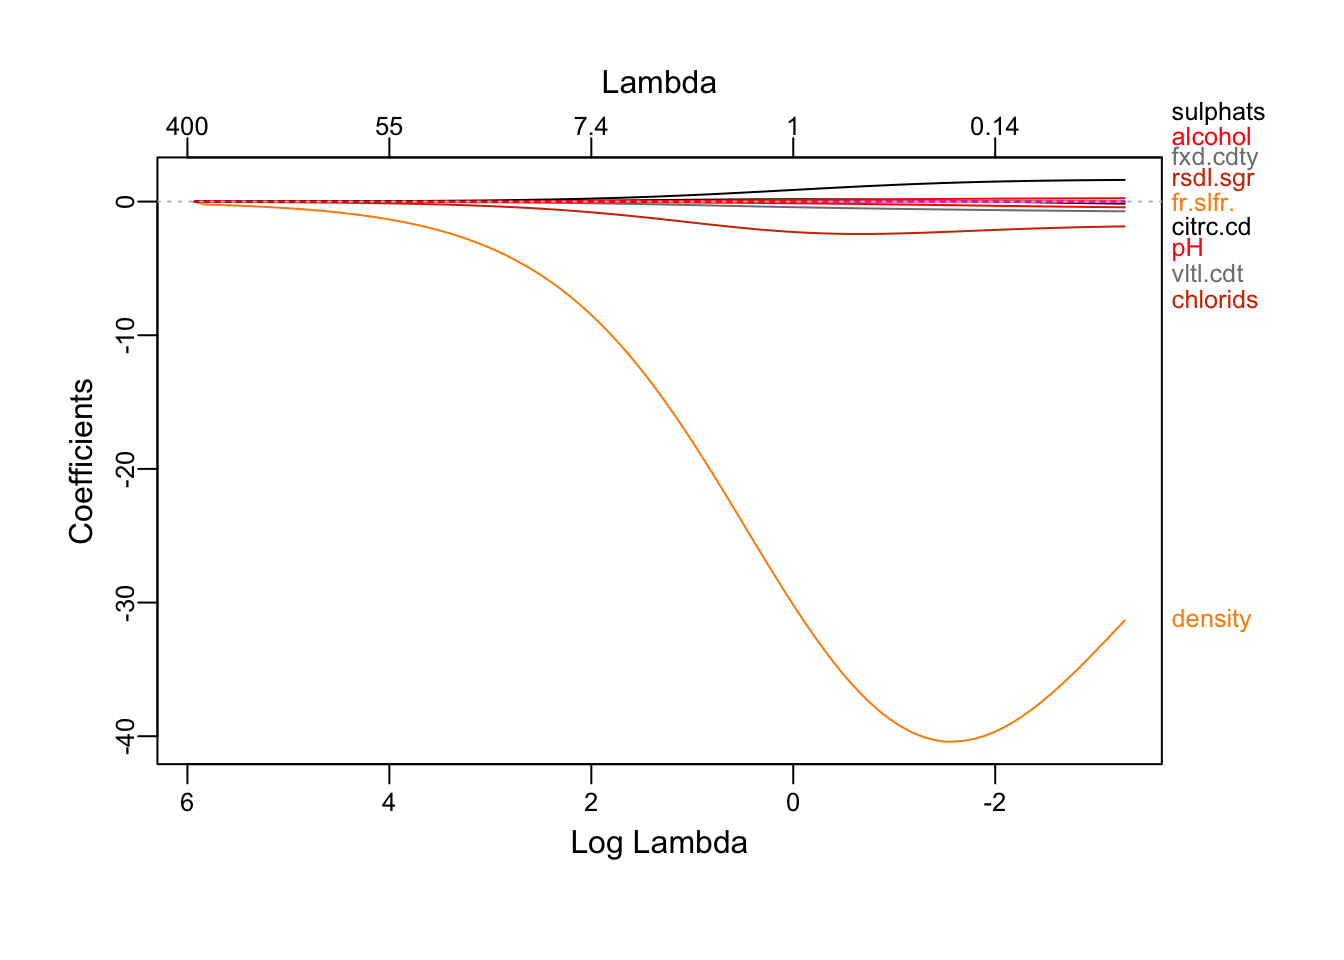 Lambda
400 55 7.4 1 0.14
sulphats
alcohol
fxd.cdty
rsdl.sgr
fr.slfr.
citrc.cd
pH
vltl.cdt
chlorids
density
0
-10
-20
-30
-40
Coefficients
6 4 2 0 -2
Log Lambda